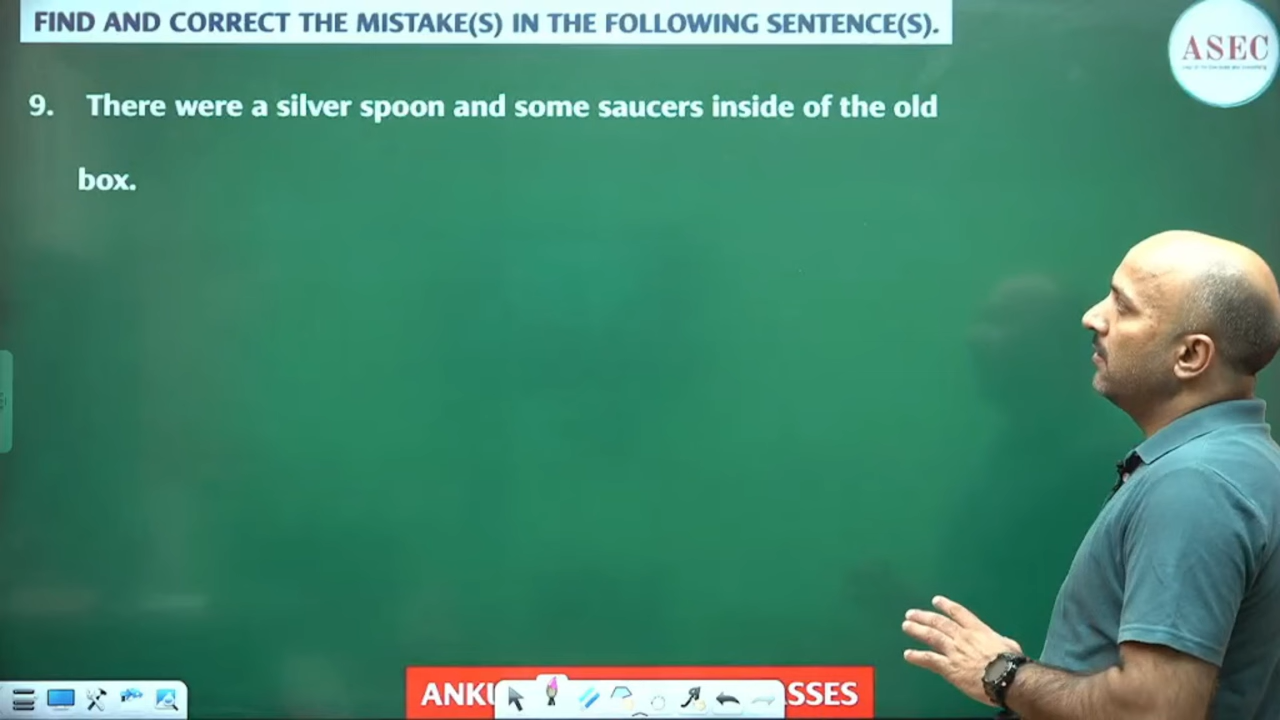 FIND AND CORRECT THE MISTAKE(S) IN THE FOLLOWING SENTENCE(S).
ASEC
9. There were a silver spoon and some saucers inside of the old
box.
ANKU
SSES